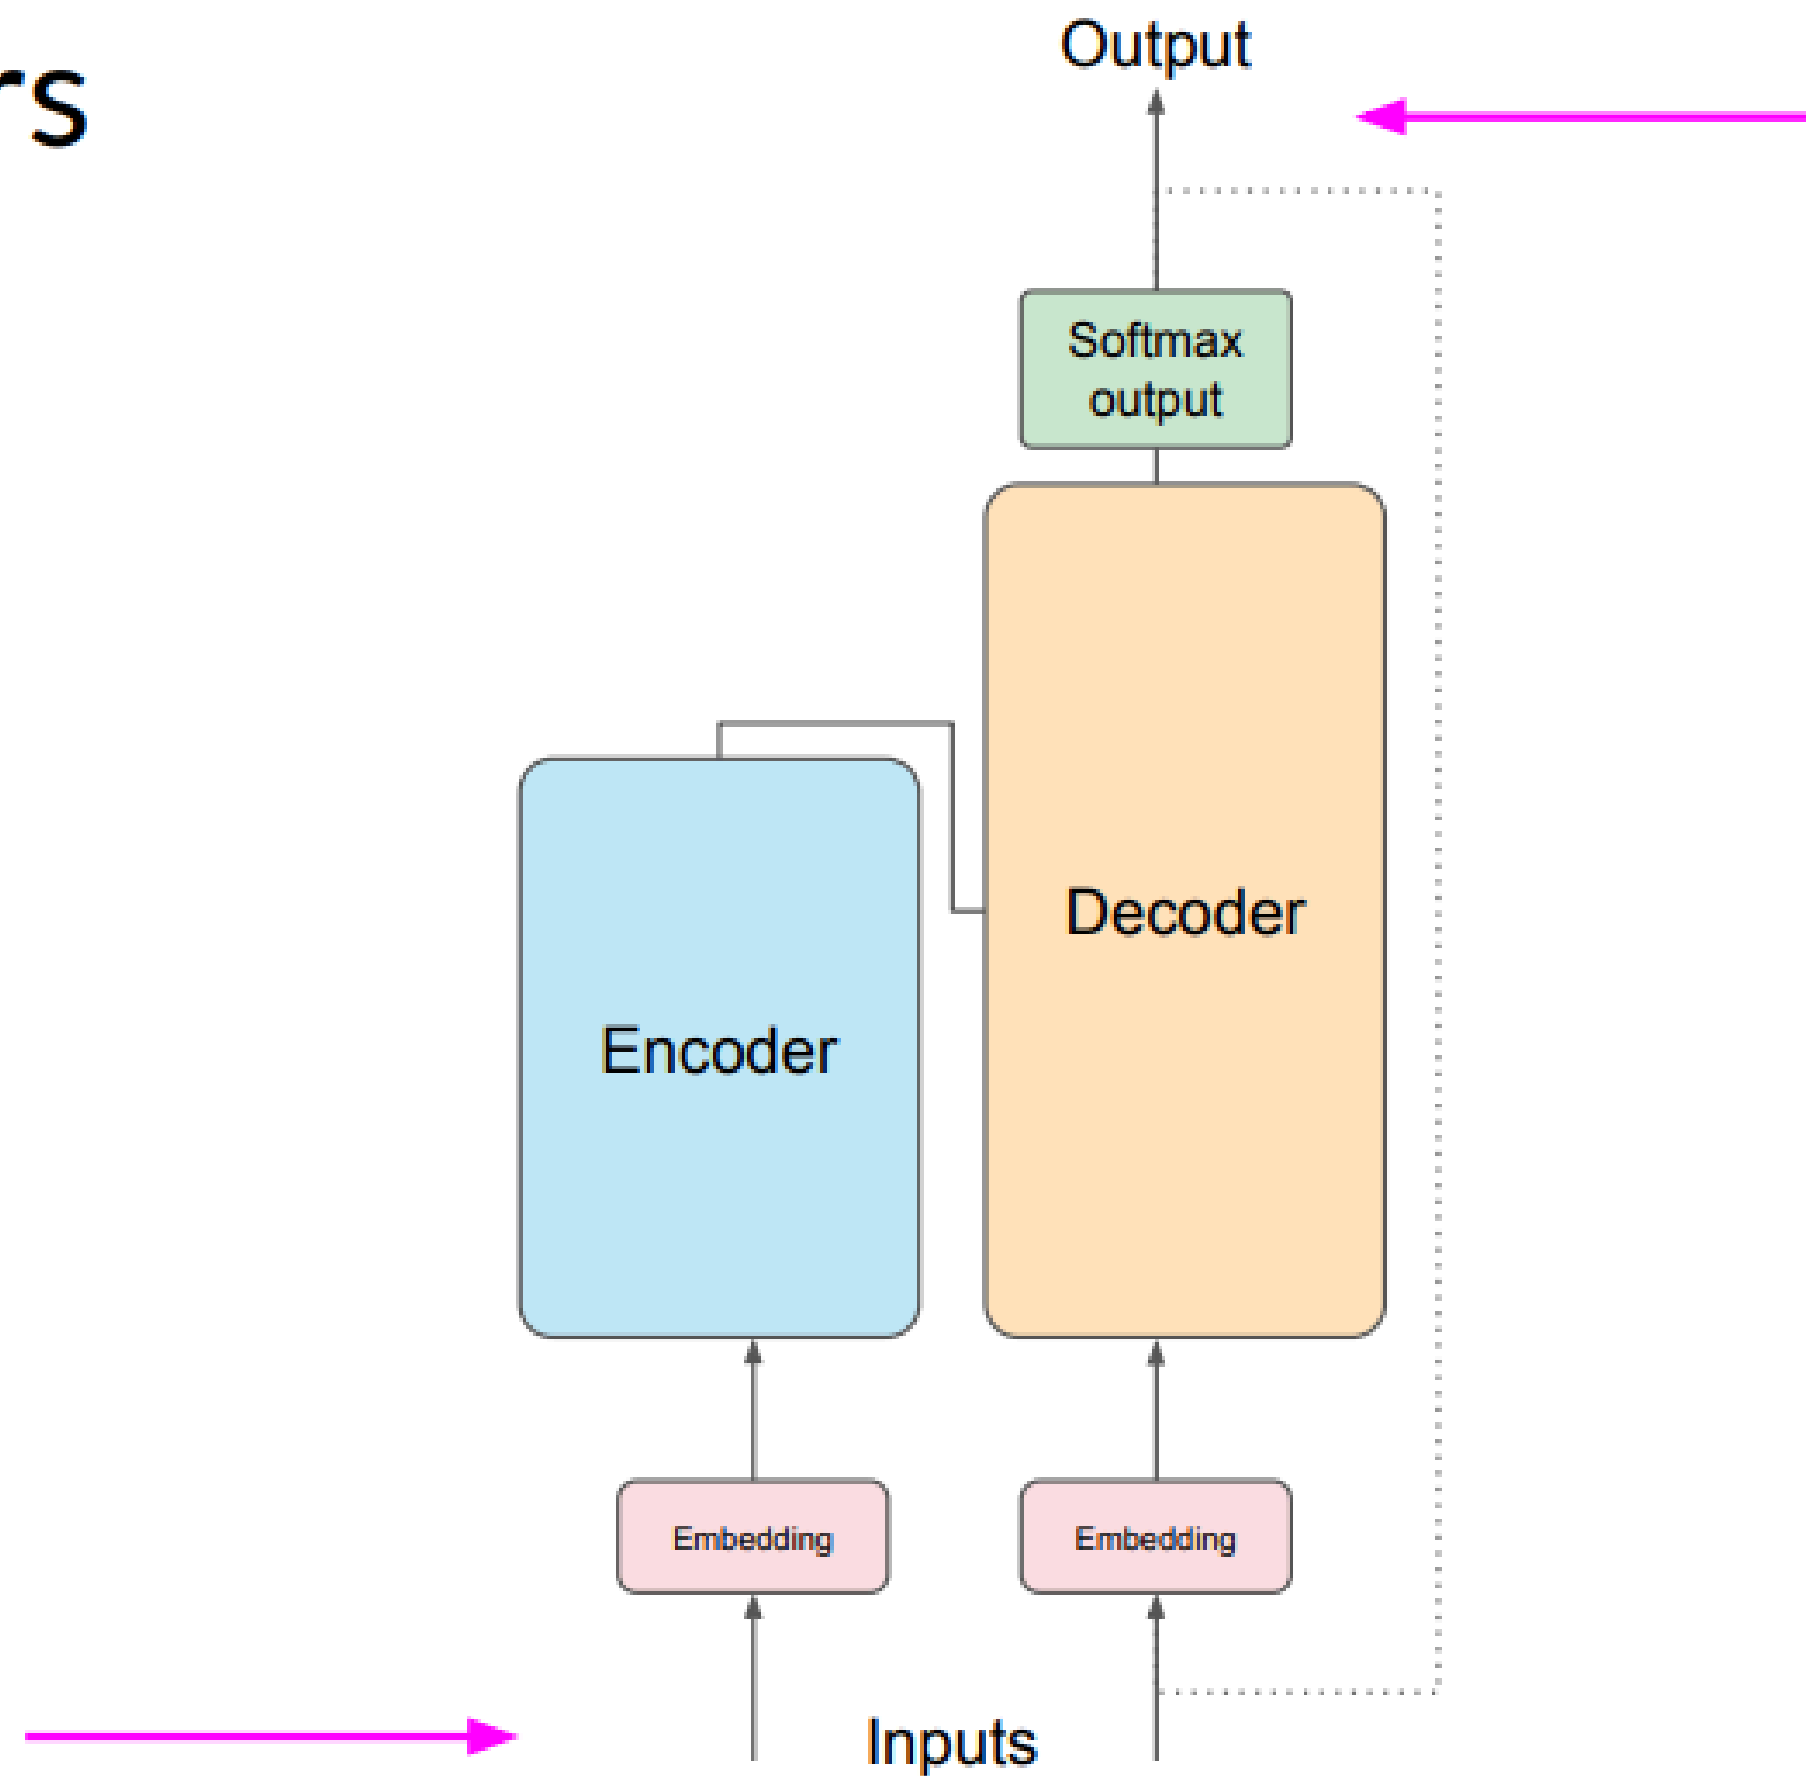 rs
Output
Softmax
output
Decoder
Encoder
Embedding
Embedding
Inputs